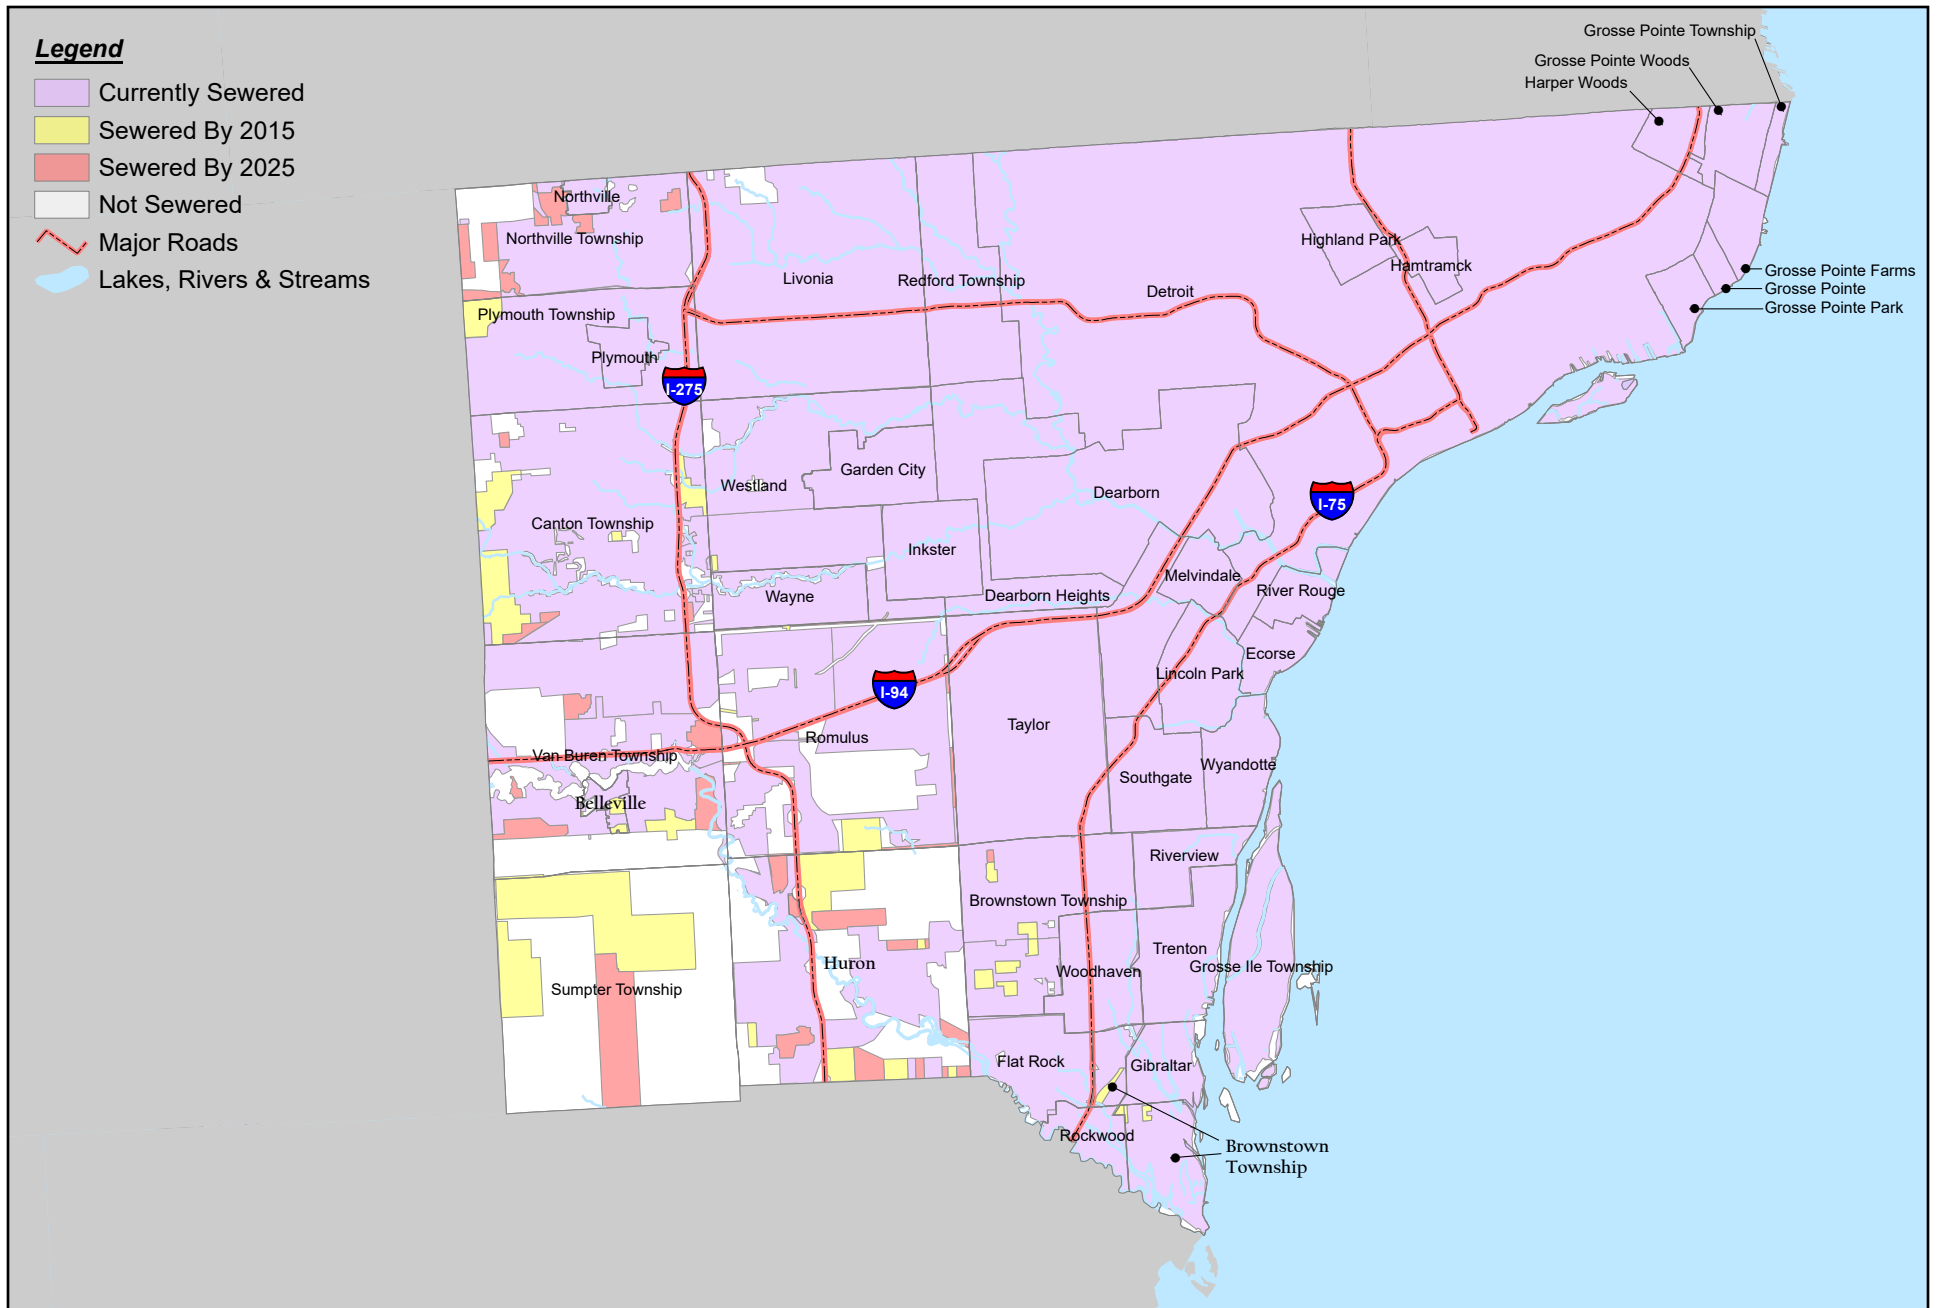 Legend
Currently Sewered
Sewered By 2015
Sewered By 2025
Not Sewered
Major Roads
Lakes, Rivers & Streams
Grosse Pointe Township
Grosse Pointe Woods
Harper Woods
Northville
Northville Township
Livonia
Redford Township
Detroit
Highland Park
Hamtramck
Grosse Pointe Farms
Grosse Pointe
Grosse Pointe Park
Plymouth Township
Plymouth
I-275
Westland
Garden City
Dearborn
I-75
Canton Township
Inkster
Melvindale
River Rouge
Wayne
Dearborn Heights
Ecorse
Lincoln Park
I-94
Taylor
Romulus
Van Buren Township
Wyandotte
Southgate
Belleville
Riverview
Brownstown Township
Trenton
Huron
Woodhaven
Grosse Ile Township
Sumpter Township
Flat Rock
Gibraltar
Rockwood
Brownstown
Township